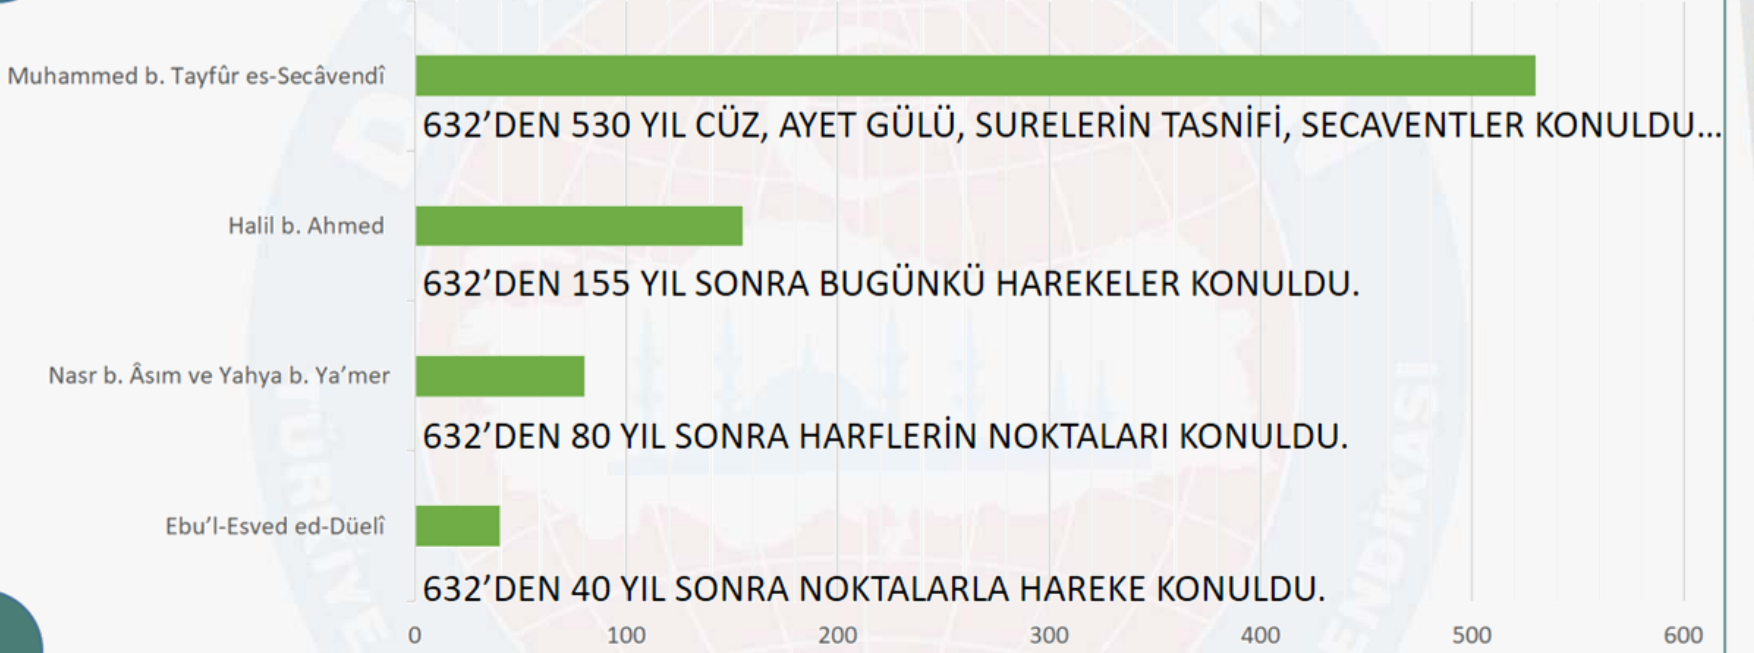 Muhammed b. Tayfûr es-Secâvendî
632’DEN 530 YIL CÜZ, AYET GÜLÜ, SURELERİN TASNİFİ, SECAVENTLER KONULDU...
Halil b. Ahmed
632’DEN 155 YIL SONRA BUGÜNKÜ HAREKELER KONULDU.
Nasr b. Âsım ve Yahya b. Ya’mer
632’DEN 80 YIL SONRA HARFLERİN NOKTALARI KONULDU.
Ebu’l-Esved ed-Düelî
632’DEN 40 YIL SONRA NOKTALARLA HAREKE KONULDU.
0 100 200 300 400 500 600
TÜRKİYE